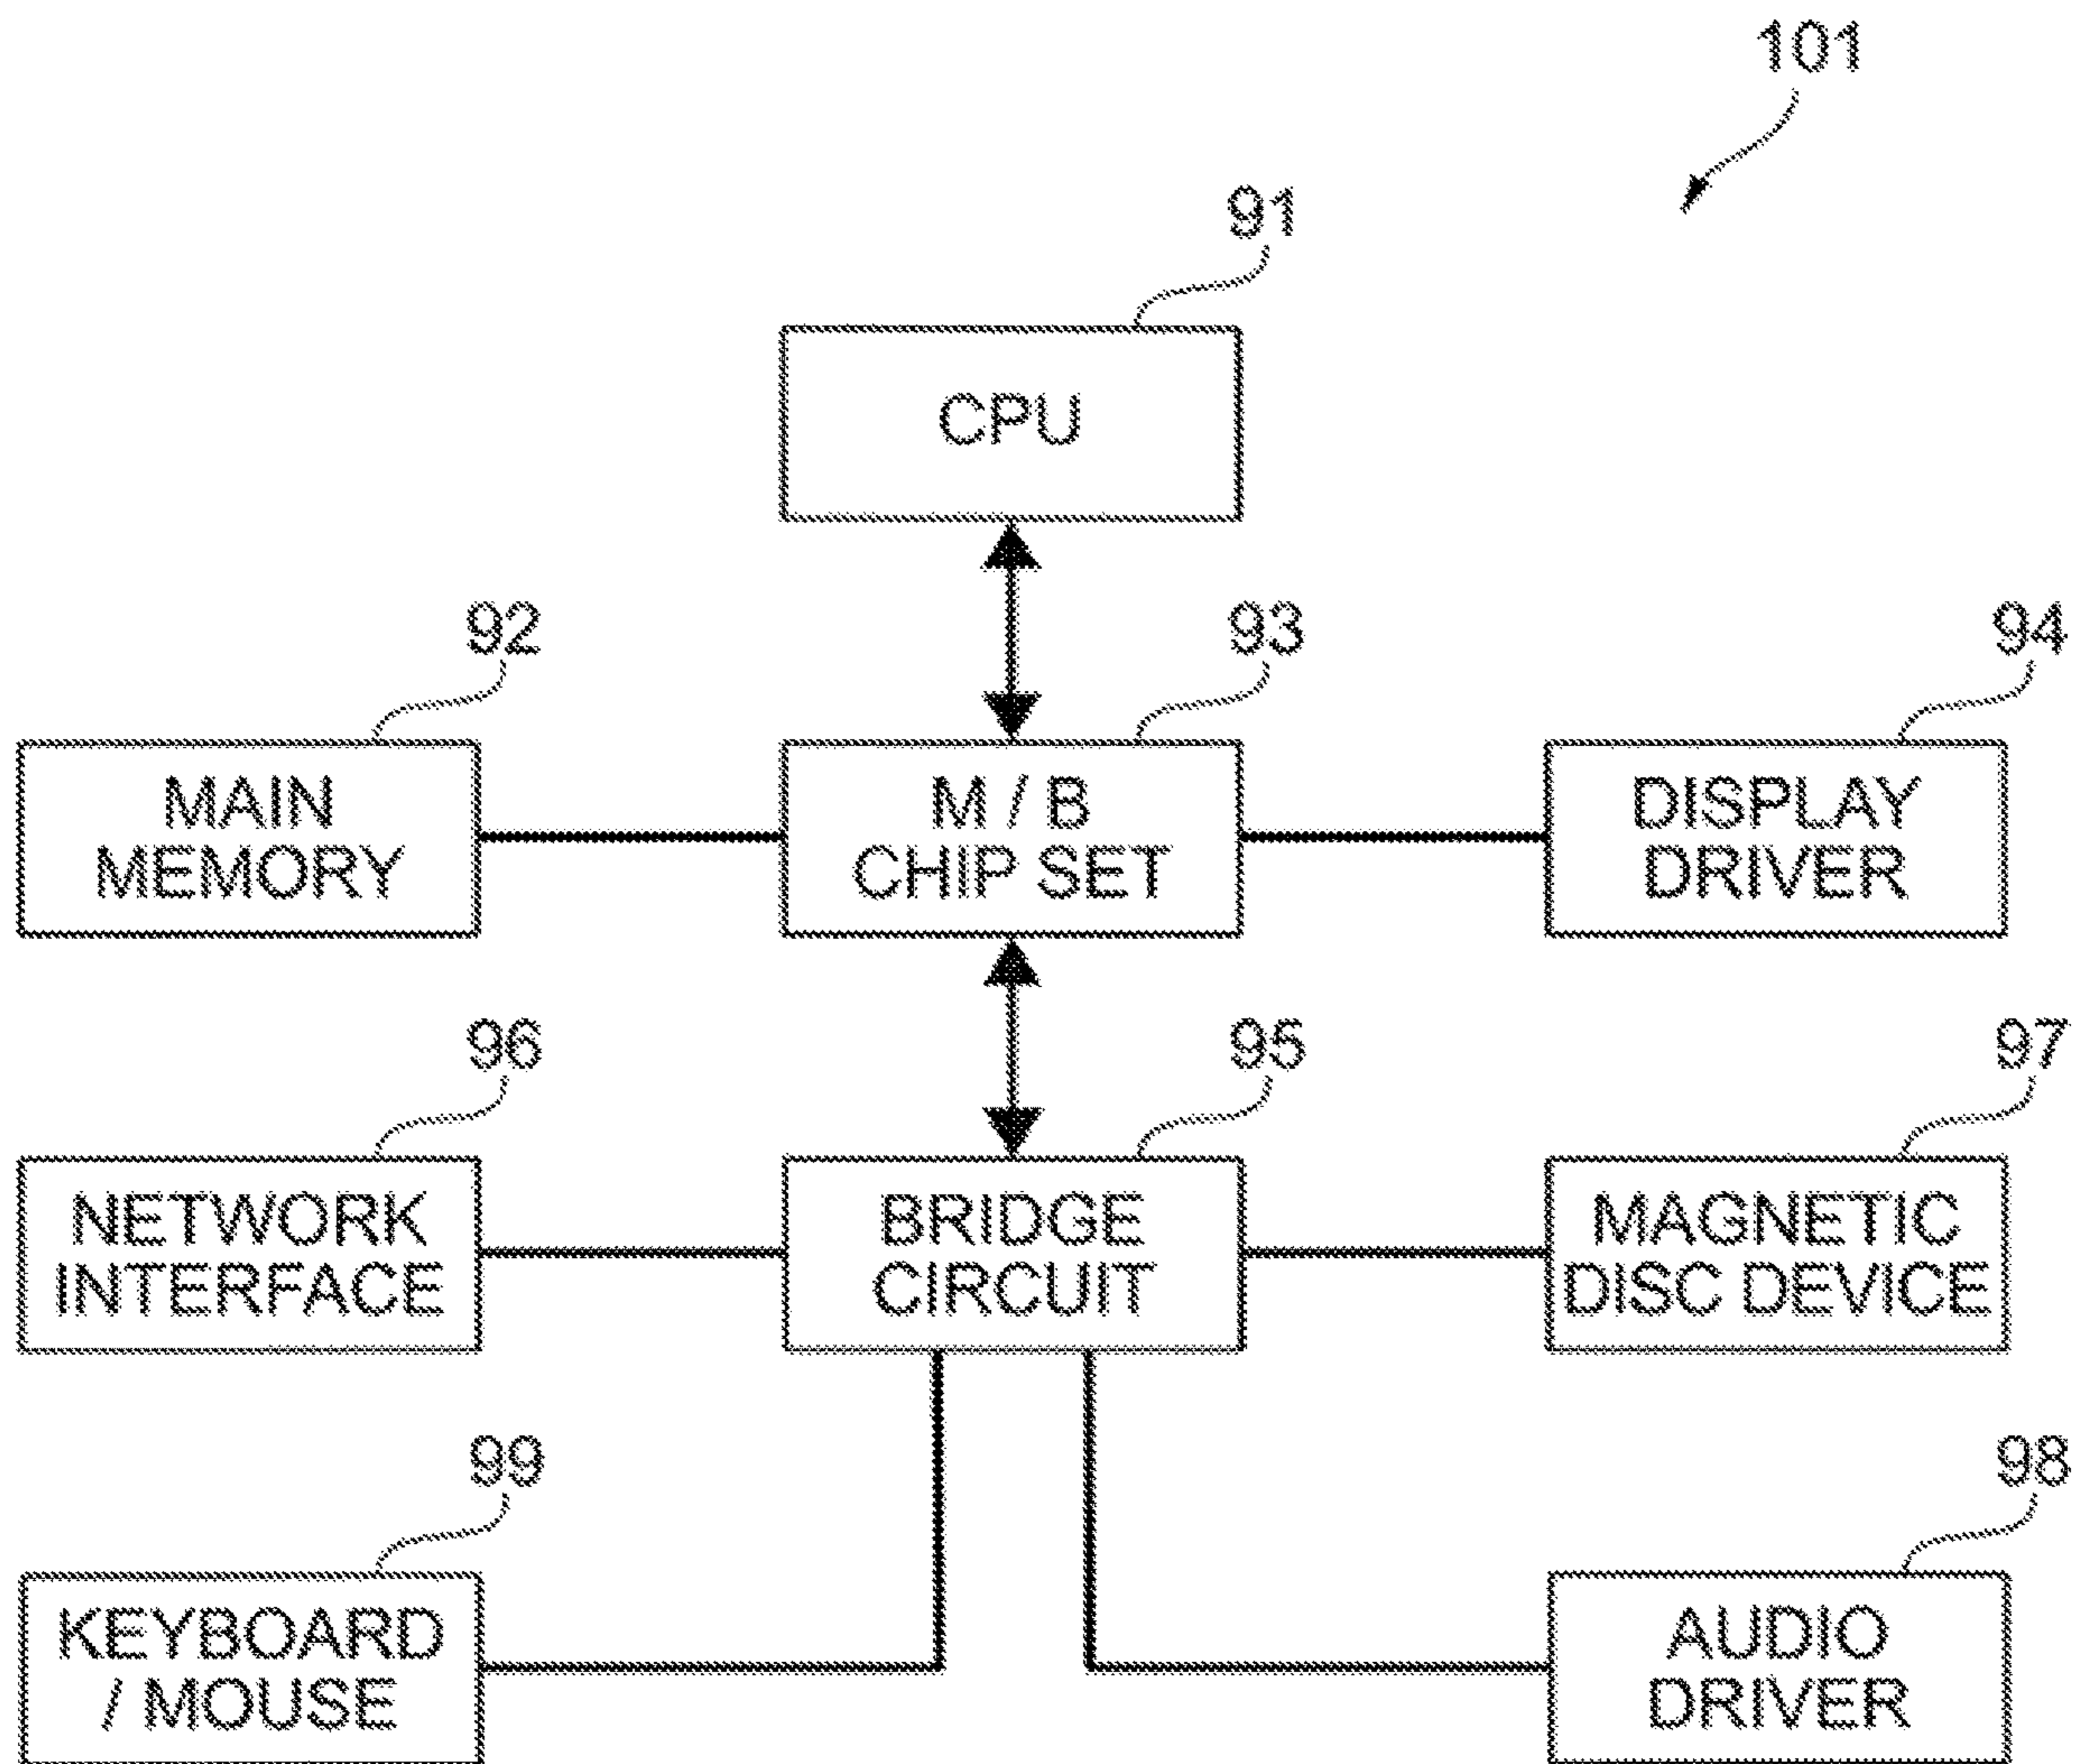 101
91
CPU
92
93
94
MAIN
MEMORY
M / B
CHIP SET
DISPLAY
DRIVER
96
95
97
NETWORK
INTERFACE
BRIDGE
CIRCUIT
MAGNETIC
DISC DEVICE
99
98
KEYBOARD
/ MOUSE
AUDIO
DRIVER